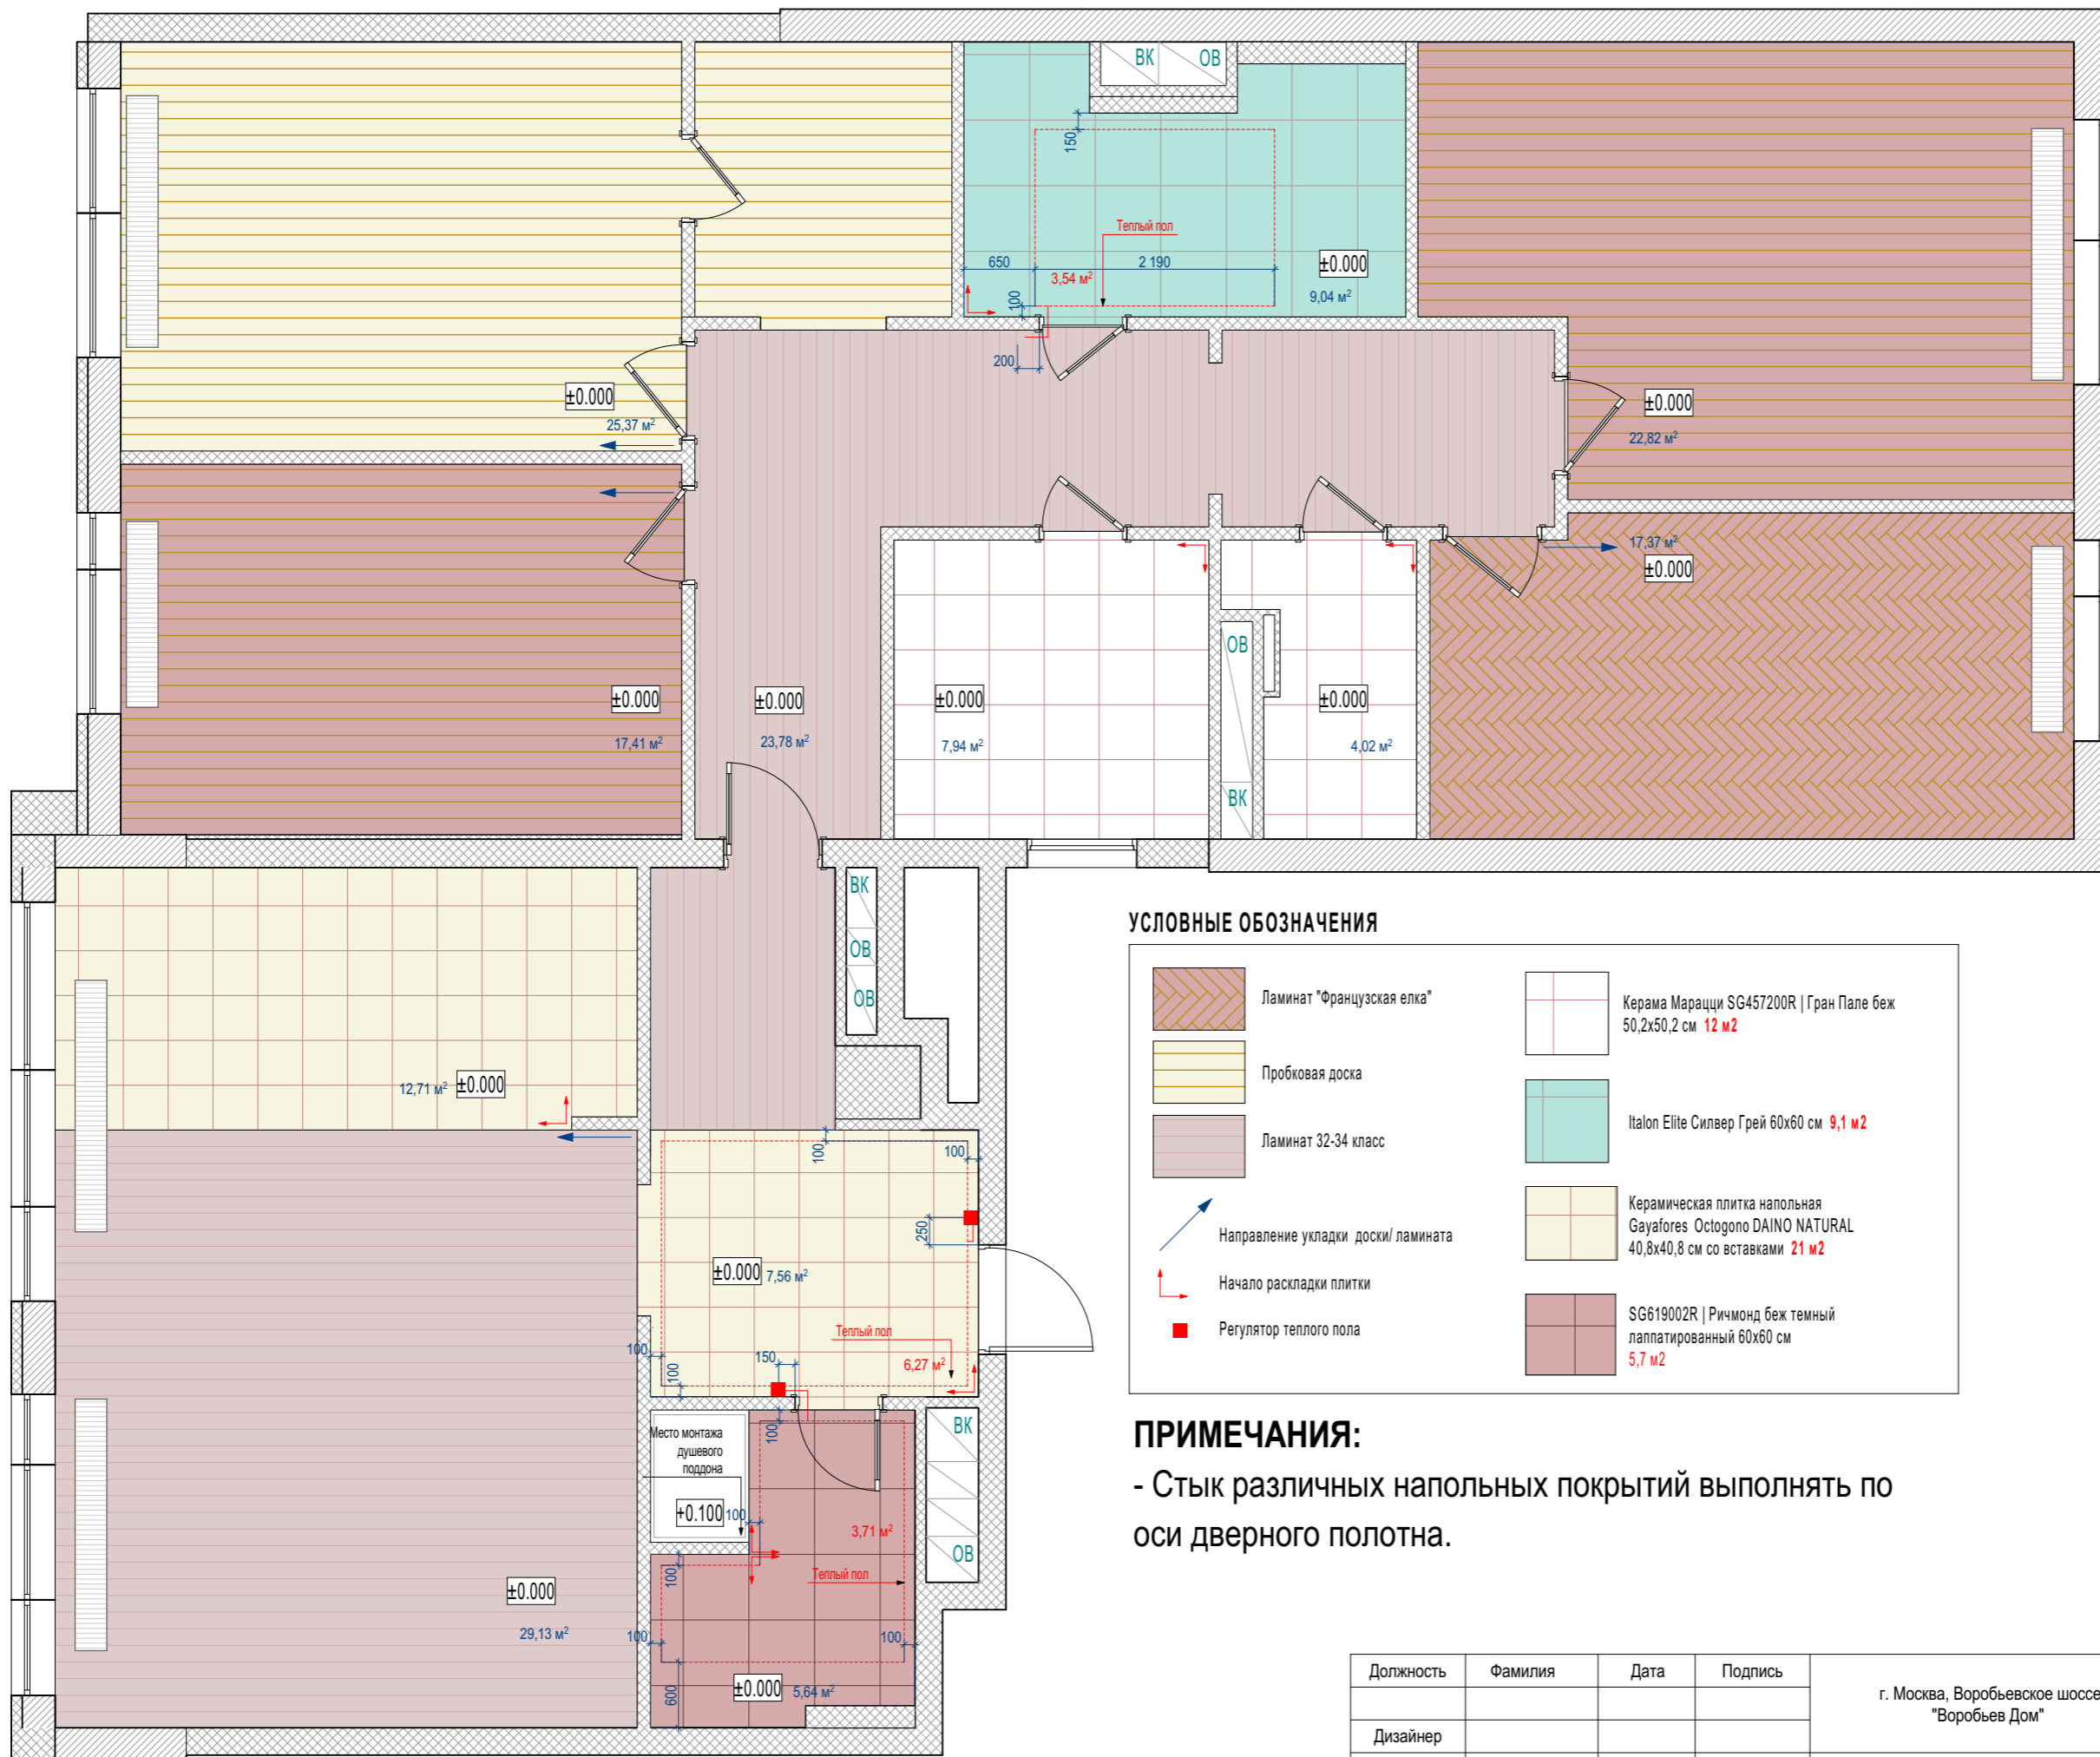 ВК
ОВ
150
Теплый пол
650
2 190
±0.000
3,54 м²
9,04 м²
100
200
±0.000
25,37 м²
±0.000
22,82 м²
17,37 м²
±0.000
ОВ
±0.000
17,41 м²
±0.000
23,78 м²
±0.000
7,94 м²
±0.000
4,02 м²
ВК
ВК
ОВ
ОВ
12,71 м²
±0.000
100
100
250
±0.000
7,56 м²
Теплый пол
6,27 м²
100
100
150
Место монтажа
душевого
поддона
+0.100
100
100
3,71 м²
Теплый пол
100
ВК
ОВ
±0.000
29,13 м²
100
100
600
±0.000
5,64 м²
УСЛОВНЫЕ ОБОЗНАЧЕНИЯ
Ламинат "Французская елка"
Пробковая доска
Ламинат 32-34 класс
Направление укладки доски/ ламината
Начало раскладки плитки
Регулятор теплого пола
Керама Марацци SG457200R | Гран Пале беж
50,2х50,2 см 12 м2
Italon Elite Силвер Грей 60х60 см 9,1 м2
Керамическая плитка напольная
Gayafores Octogono DAINO NATURAL
40,8х40,8 см со вставками 21 м2
SG619002R | Ричмонд беж темный
лаппатированный 60х60 см
5,7 м2
ПРИМЕЧАНИЯ:
- Стык различных напольных покрытий выполнять по
оси дверного полотна.
Должность Фамилия Дата Подпись
г. Москва, Воробьевское шоссе
"Воробьев Дом"
Дизайнер